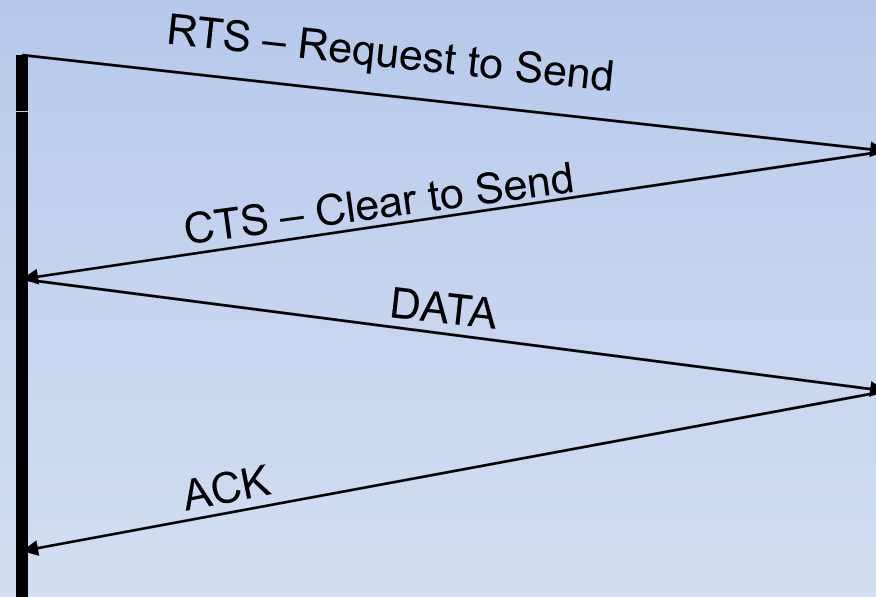 RTS – Request to Send
CTS – Clear to Send
DATA
ACK